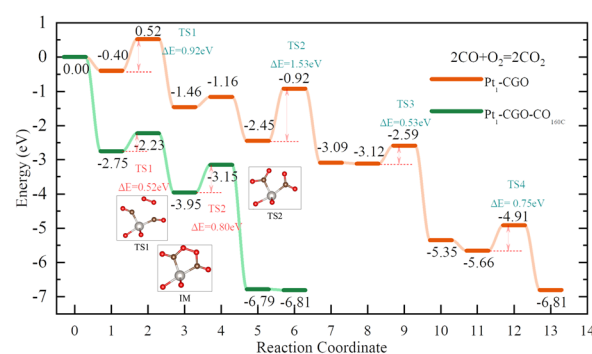 2CO+O₂=2CO₂
Pt₁-CGO
Pt₁-CGO-CO₁₆₀C
Energy (eV)
1
0
-1
-2
-3
-4
-5
-6
-7
0.00
-0.40
0.52
TS1
ΔE=0.92eV
-1.46
-1.16
-2.45
TS2
ΔE=1.53eV
-0.92
-3.09
-3.12
TS3
ΔE=0.53eV
-2.59
-5.35
-5.66
TS4
ΔE= 0.75eV
-4.91
-6.81
-2.75
-2.23
TS1
ΔE=0.52eV
-3.95
-3.15
TS2
ΔE=0.80eV
-6.79
-6.81
TS1
IM
TS2
0 1 2 3 4 5 6 7 8 9 10 11 12 13 14
Reaction Coordinate